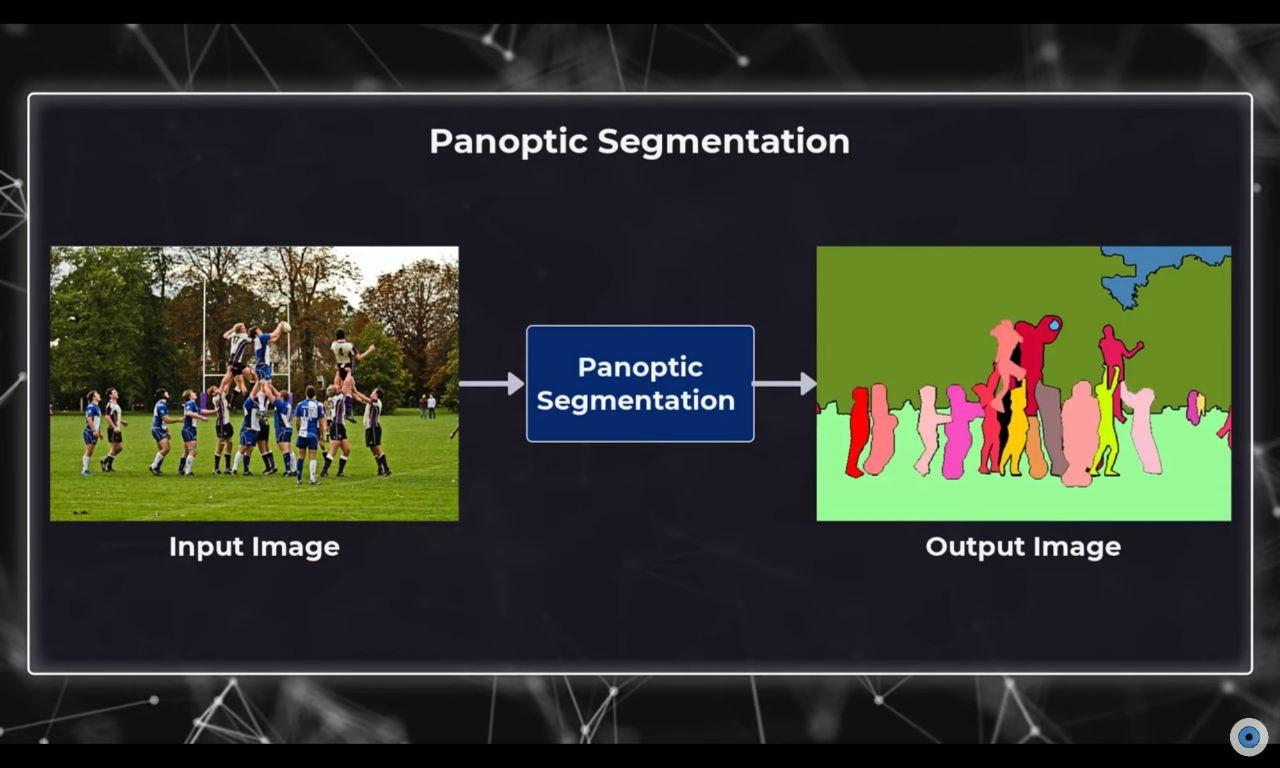 Panoptic Segmentation
Panoptic
Segmentation
Input Image
Output Image